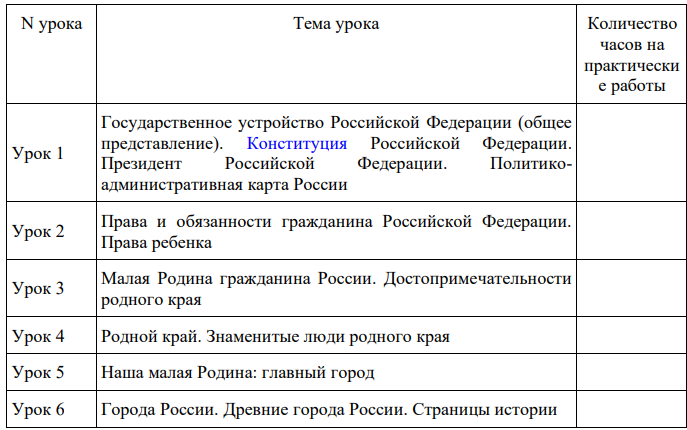 N урока
Тема урока
Количество
часов на
практически
е работы
Урок 1
Государственное устройство Российской Федерации (общее
представление). Конституция Российской Федерации.
Президент Российской Федерации. Политико-
административная карта России
Урок 2
Права и обязанности гражданина Российской Федерации.
Права ребенка
Урок 3
Малая Родина гражданина России. Достопримечательности
родного края
Урок 4
Родной край. Знаменитые люди родного края
Урок 5
Наша малая Родина: главный город
Урок 6
Города России. Древние города России. Страницы истории